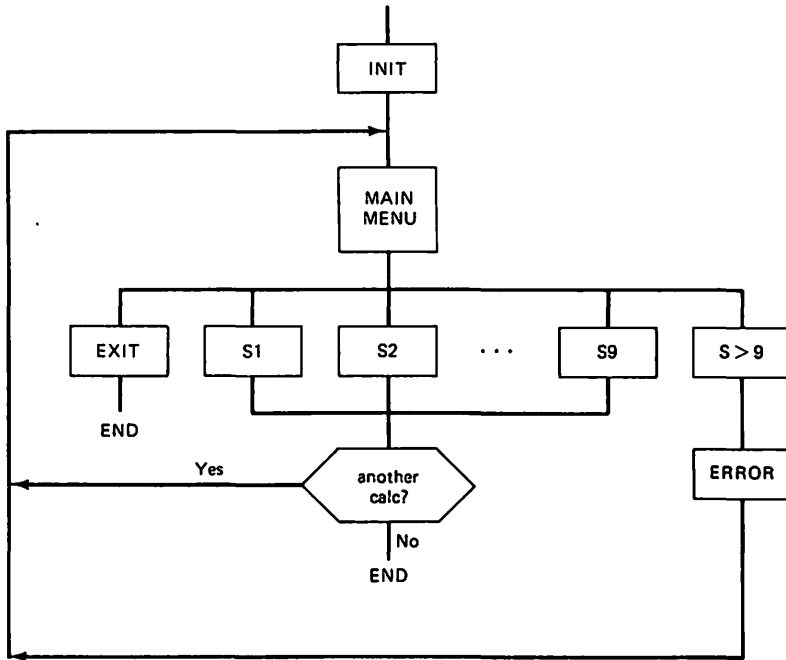 INIT
MAIN
MENU
EXIT
S1
S2
...
S9
S > 9
END
Yes
another
calc?
ERROR
No
END